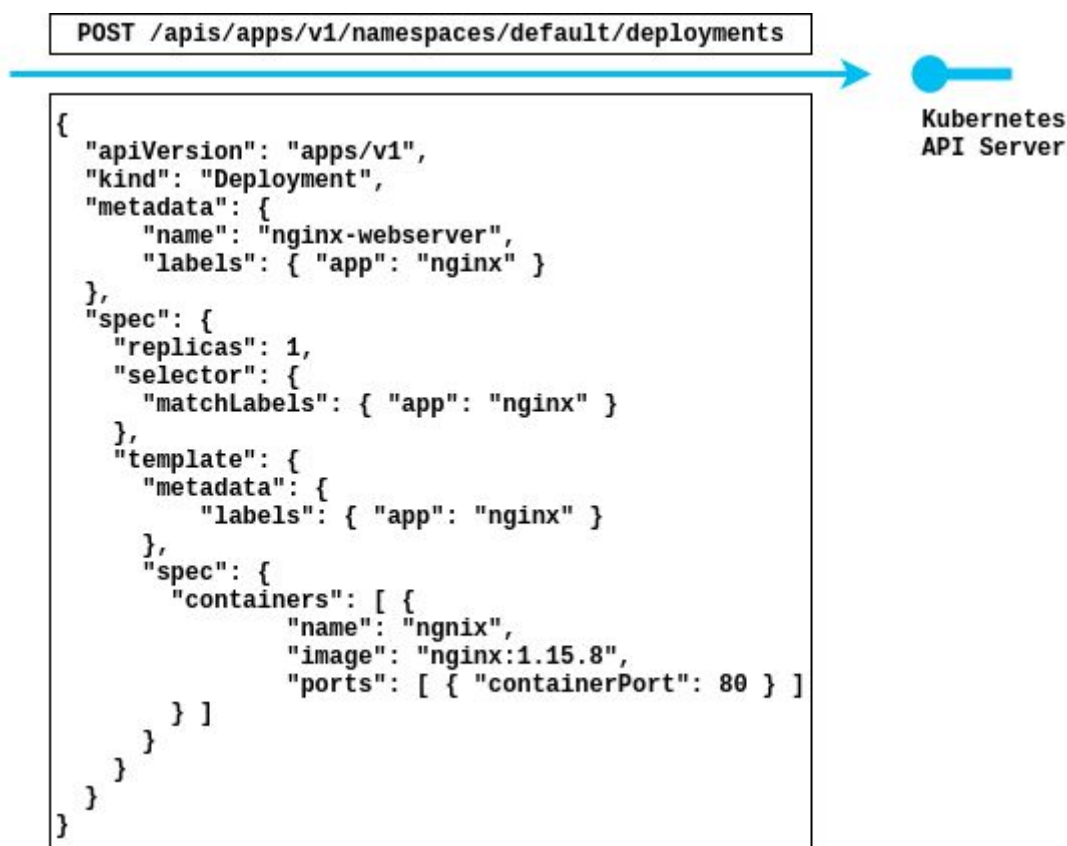 POST /apis/apps/v1/namespaces/default/deployments
Kubernetes
API Server
{
  "apiVersion": "apps/v1",
  "kind": "Deployment",
  "metadata": {
      "name": "nginx-webserver",
      "labels": { "app": "nginx" }
  },
  "spec": {
    "replicas": 1,
    "selector": {
      "matchLabels": { "app": "nginx" }
    },
    "template": {
      "metadata": {
          "labels": { "app": "nginx" }
      },
      "spec": {
        "containers": [ {
                "name": "ngnix",
                "image": "nginx:1.15.8",
                "ports": [ { "containerPort": 80 } ]
        } ]
      }
    }
  }
}